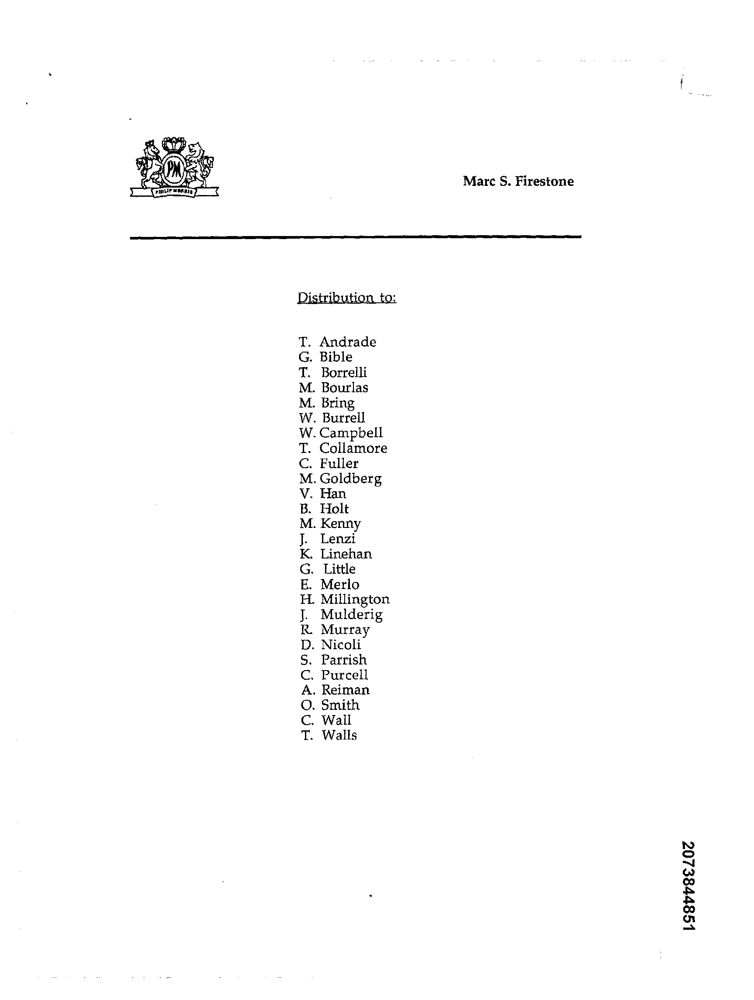 PM
PHILIP MORRIS
Marc S. Firestone
Distribution to:
T. Andrade
G. Bible
T. Borrelli
M. Bourlas
M. Bring
W. Burrell
W. Campbell
T. Collamore
C. Fuller
M. Goldberg
V. Han
B. Holt
M. Kenny
J. Lenzi
K. Linehan
G. Little
E. Merlo
H. Millington
J. Mulderig
R. Murray
D. Nicoli
S. Parrish
C. Purcell
A. Reiman
O. Smith
C. Wall
T. Walls
2073844851